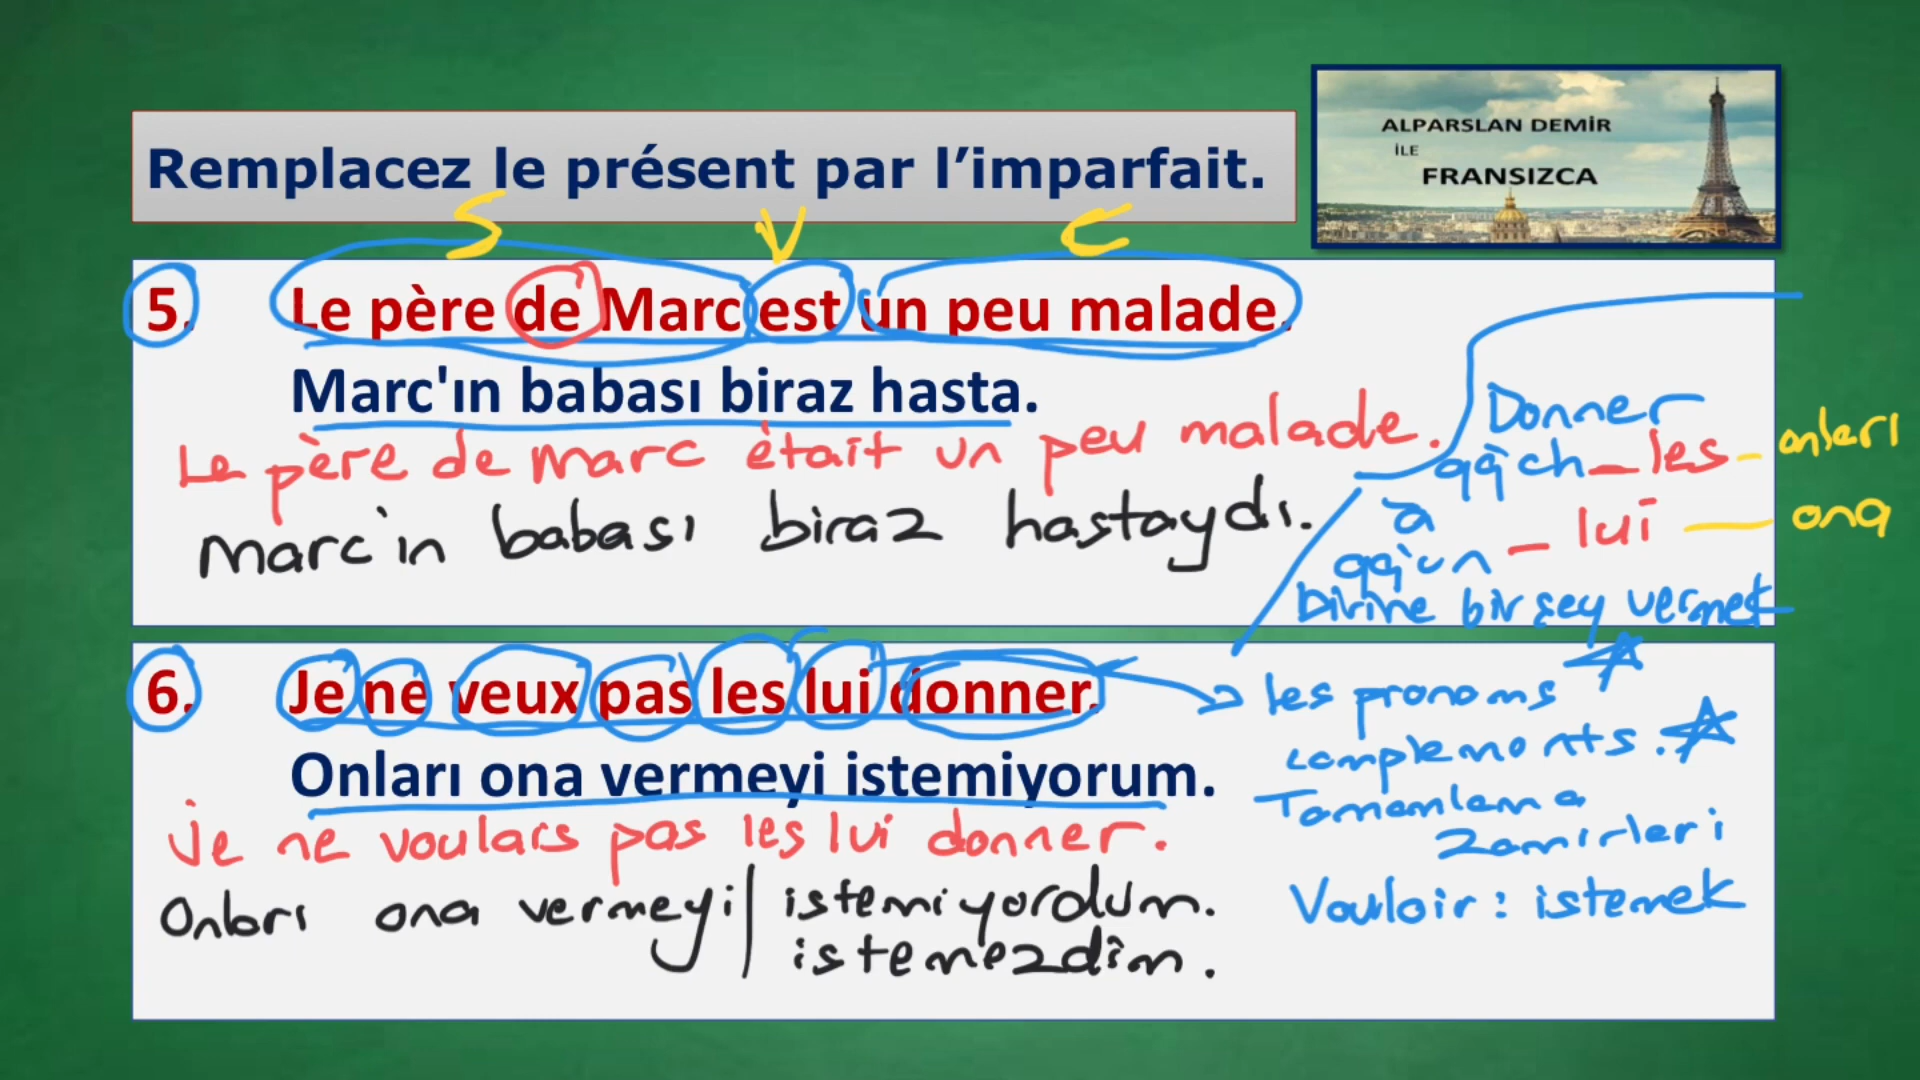 Remplacez le présent par l'imparfait.
ALPARSLAN DEMİR
İLE
FRANSIZCA
S V C
5. Le père de Marc est un peu malade.
Marc'ın babası biraz hasta.
Le père de Marc était un peu malade.
Marc'ın babası biraz hastaydı.
Donner
qqch - les - onları
à
qq'un - lui - ona
Birine bir şey vermek
6. Je ne veux pas les lui donner.
Onları ona vermeyi istemiyorum.
Je ne voulais pas les lui donner.
Onları ona vermeyi istemiyordum.
istemezdim.
les pronoms
complements.
Tamamlama
Zamirleri
Vouloir : istemek